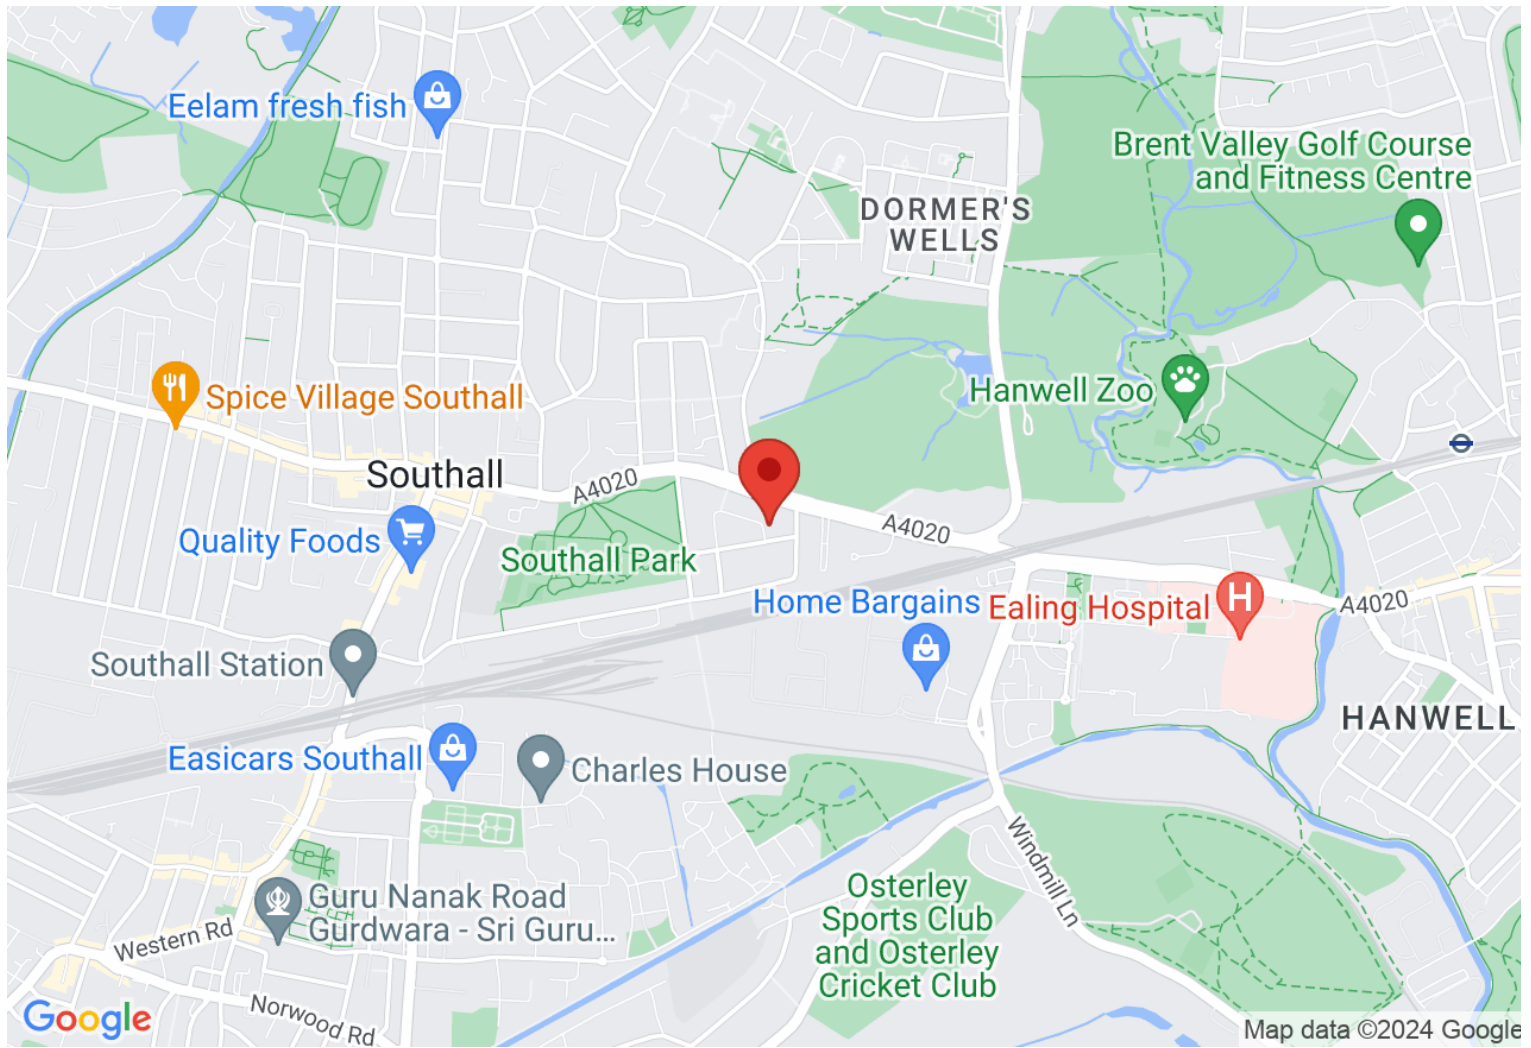 Eelam fresh fish
Brent Valley Golf Course
and Fitness Centre
DORMER'S
WELLS
Hanwell Zoo
Spice Village Southall
Southall
A4020
A4020
Quality Foods
Southall Park
Home Bargains
Ealing Hospital
H
A4020
Southall Station
HANWELL
Easicars Southall
Charles House
Windmill Ln
Osterley
Sports Club
and Osterley
Cricket Club
Guru Nanak Road
Gurdwara - Sri Guru...
Western Rd
Norwood Rd
Google
Map data ©2024 Google